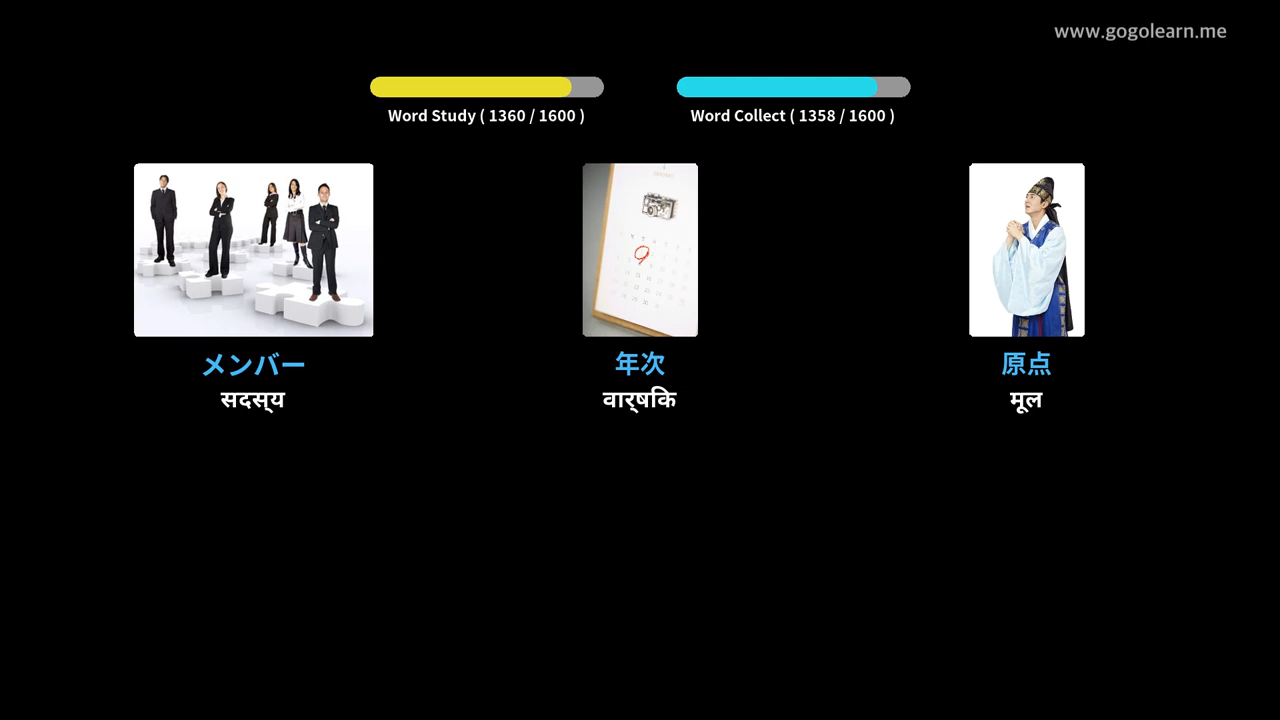 www.gogolearn.me
Word Study ( 1360 / 1600 )
Word Collect ( 1358 / 1600 )
9
メンバー
年次
原点
सदस्य
वार्षिक
मूल